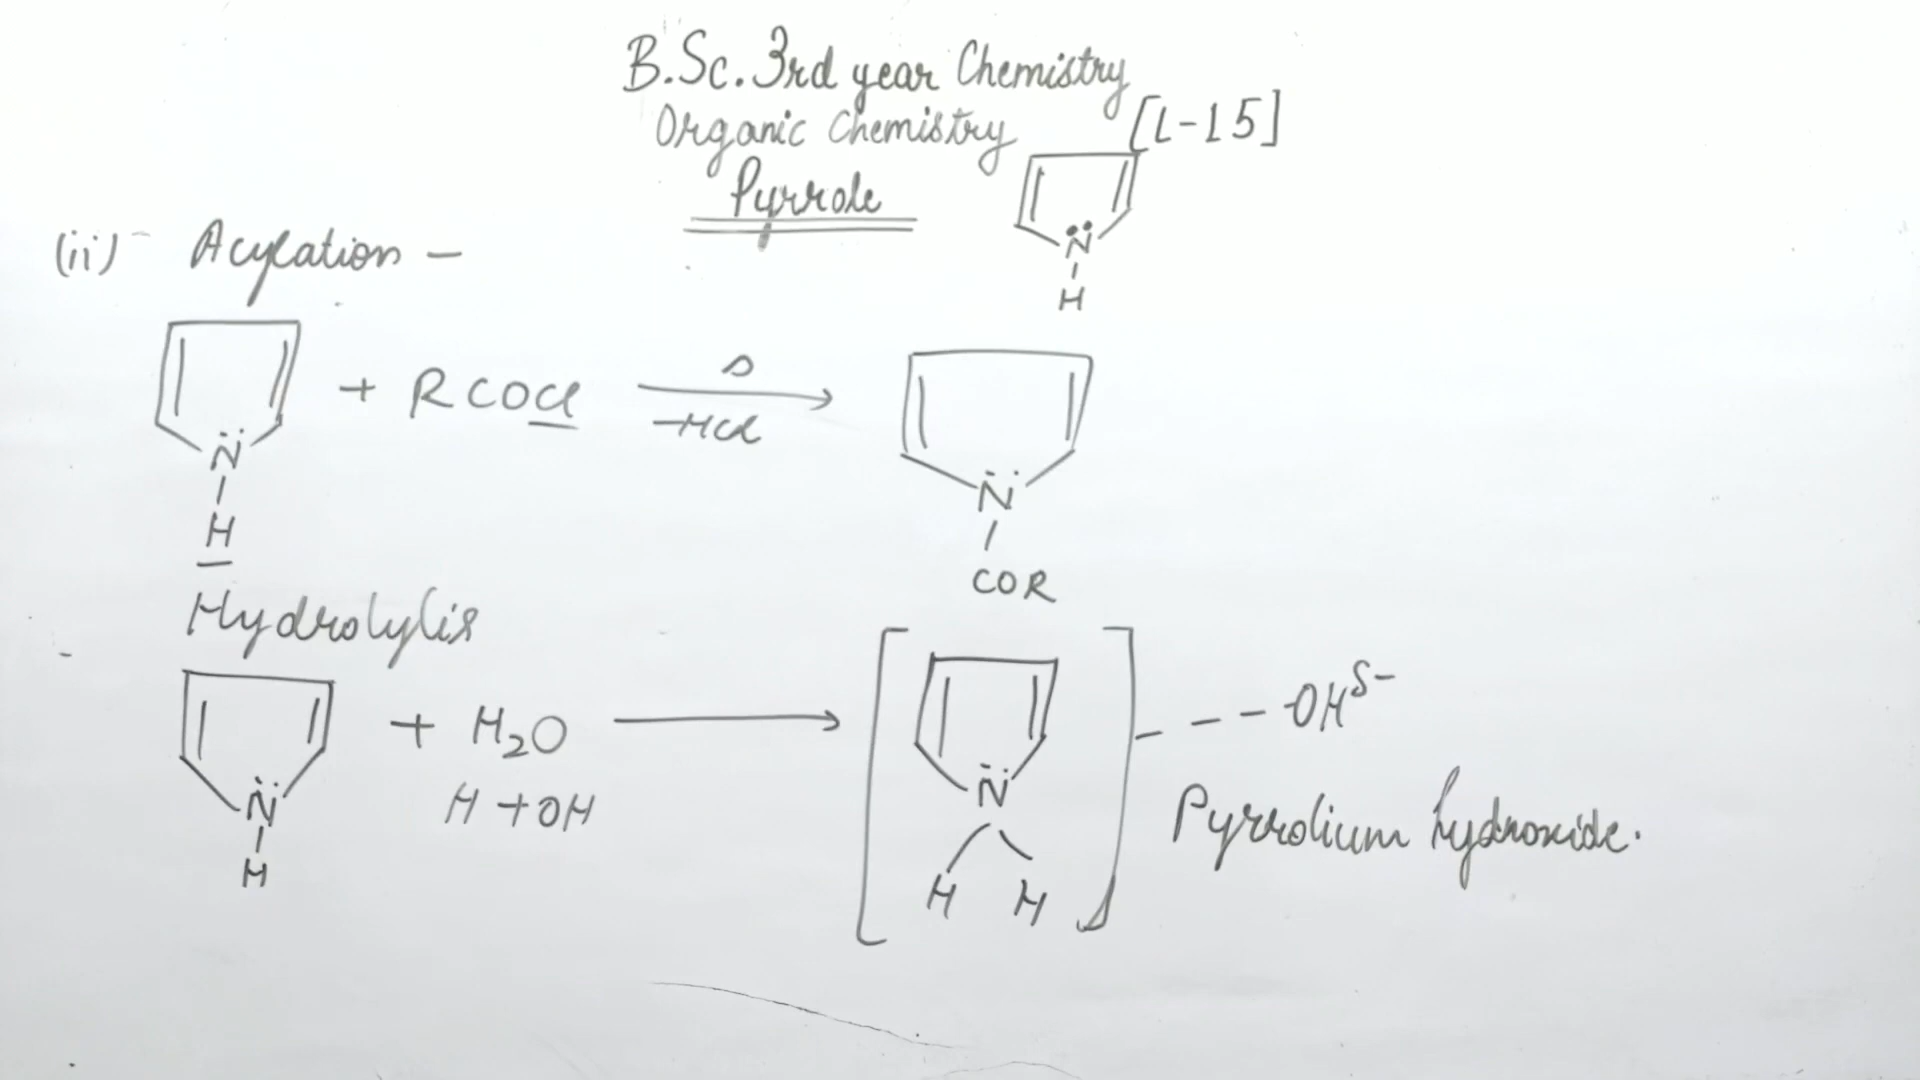 B.Sc. 3rd year Chemistry
[L-15]
Organic Chemistry
Pyrrole
N
H
(ii) Acylation -
N
H
+ RCOCl
Δ
-HCl
N
COR
Hydrolysis
N
H
+ H2O
H + OH
N
H H
--- OHδ-
Pyrrolium hydroxide.